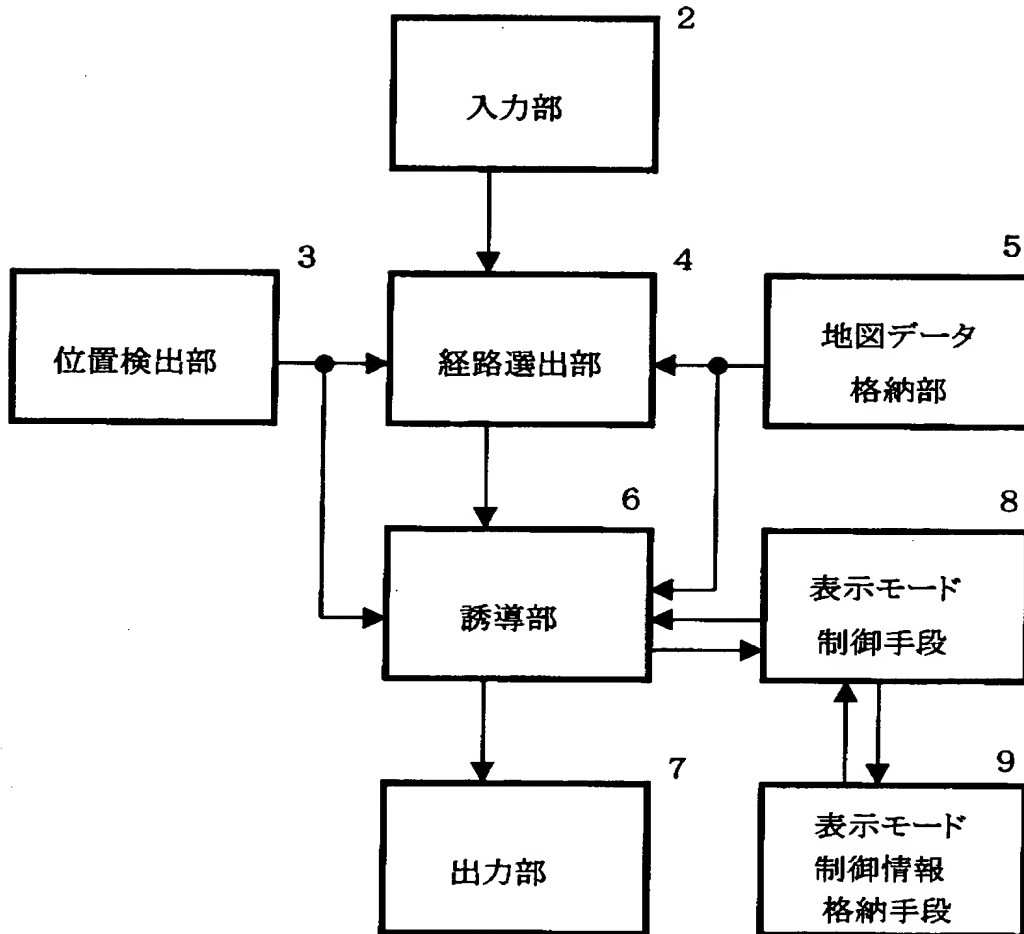 2
入力部
3
位置検出部
4
経路選出部
5
地図データ
格納部
6
誘導部
8
表示モード
制御手段
7
出力部
9
表示モード
制御情報
格納手段